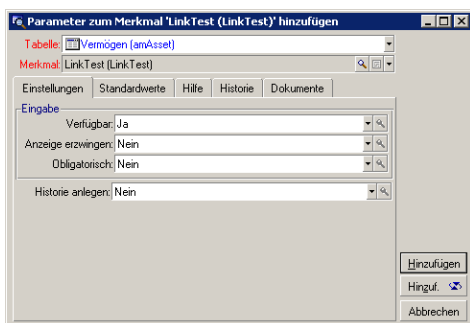 Parameter zum Merkmal 'LinkTest (LinkTest)' hinzufügen
Tabelle: Vermögen (amAsset)
Merkmal: LinkTest (LinkTest)
Einstellungen Standardwerte Hilfe Historie Dokumente
Eingabe
Verfügbar: Ja
Anzeige erzwingen: Nein
Obligatorisch: Nein
Historie anlegen: Nein
Hinzufügen
Hinzuf.
Abbrechen